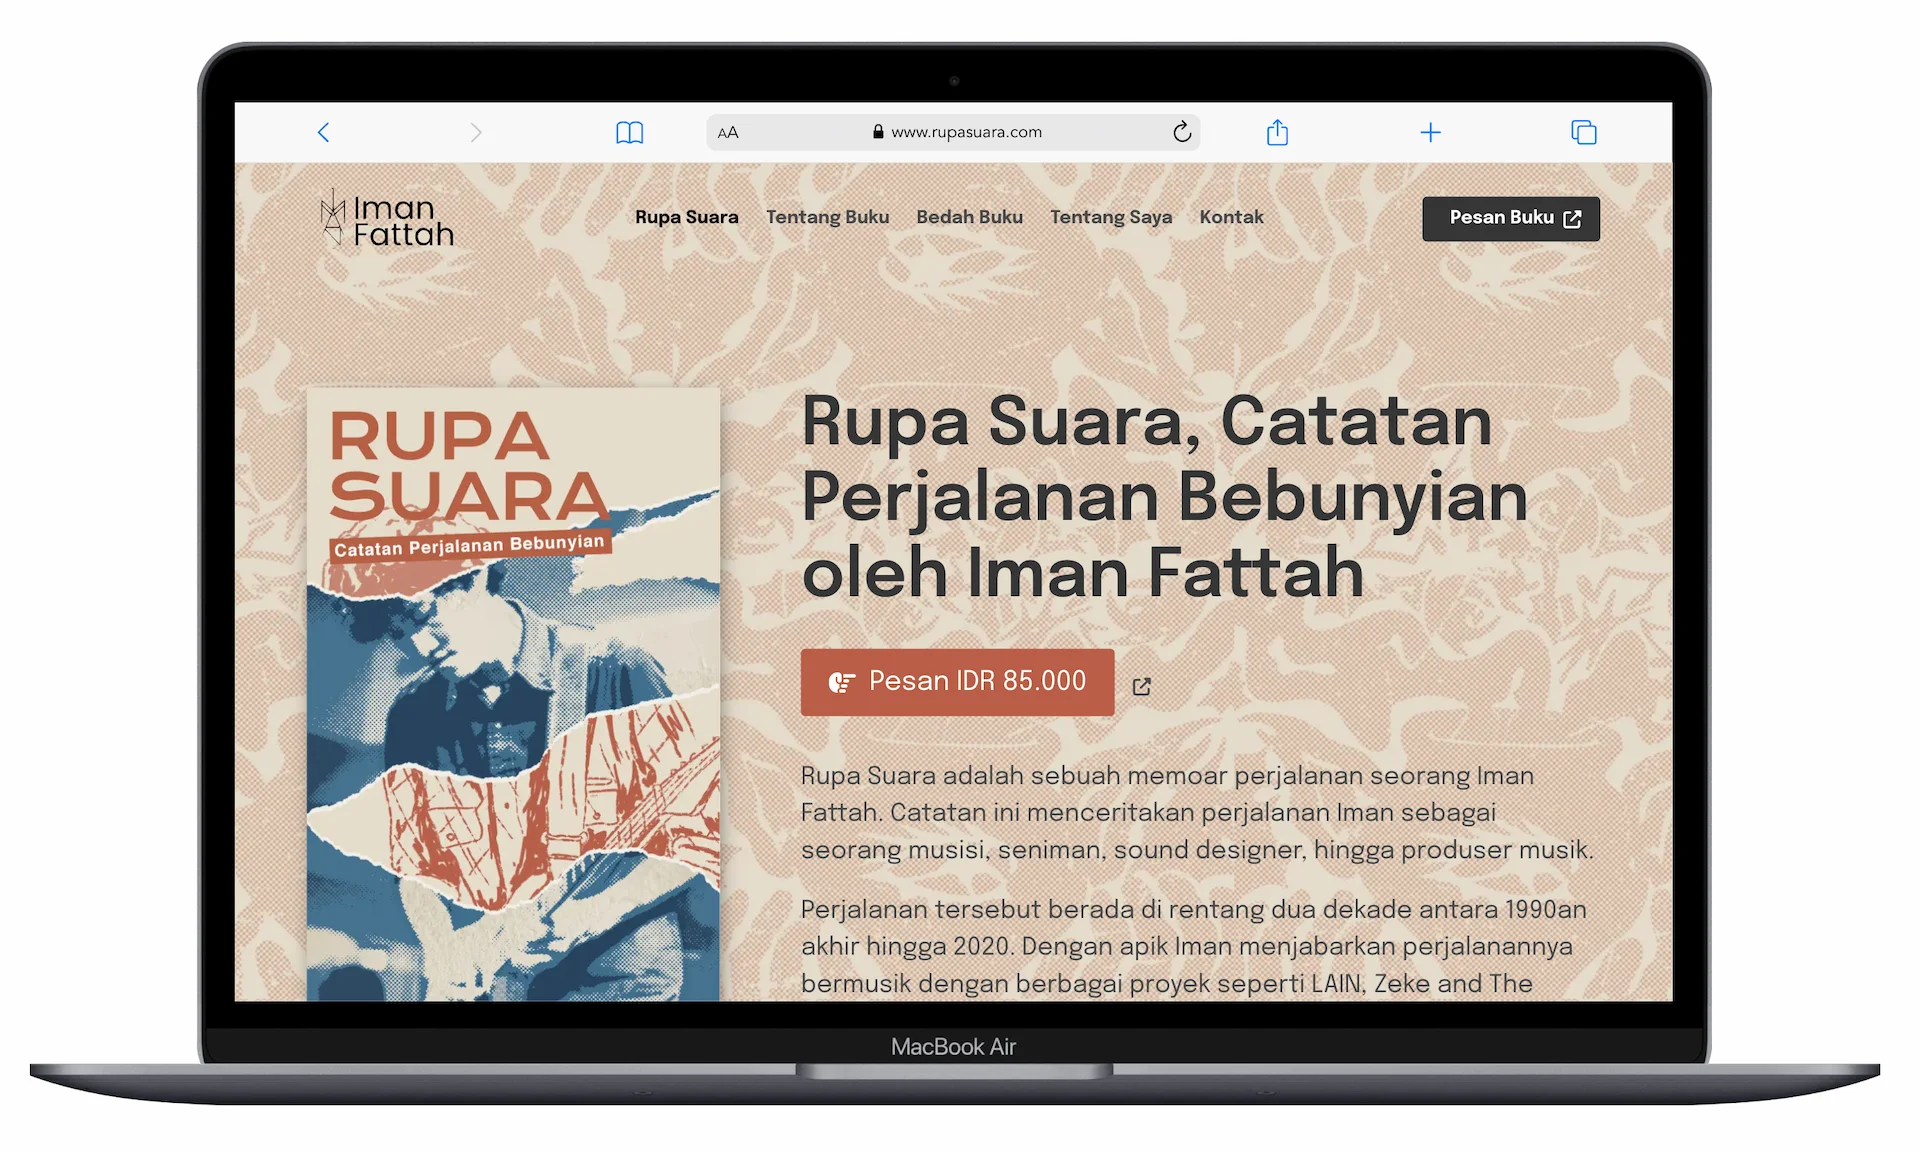 AA
www.rupasuara.com
Iman
Fattah
Rupa Suara
Tentang Buku
Bedah Buku
Tentang Saya
Kontak
Pesan Buku
RUPA
SUARA
Catatan Perjalanan Bebunyian
Rupa Suara, Catatan
Perjalanan Bebunyian
oleh Iman Fattah
Pesan IDR 85.000
Rupa Suara adalah sebuah memoar perjalanan seorang Iman
Fattah. Catatan ini menceritakan perjalanan Iman sebagai
seorang musisi, seniman, sound designer, hingga produser musik.
Perjalanan tersebut berada di rentang dua dekade antara 1990an
akhir hingga 2020. Dengan apik Iman menjabarkan perjalanannya
bermusik dengan berbagai proyek seperti LAIN, Zeke and The
MacBook Air